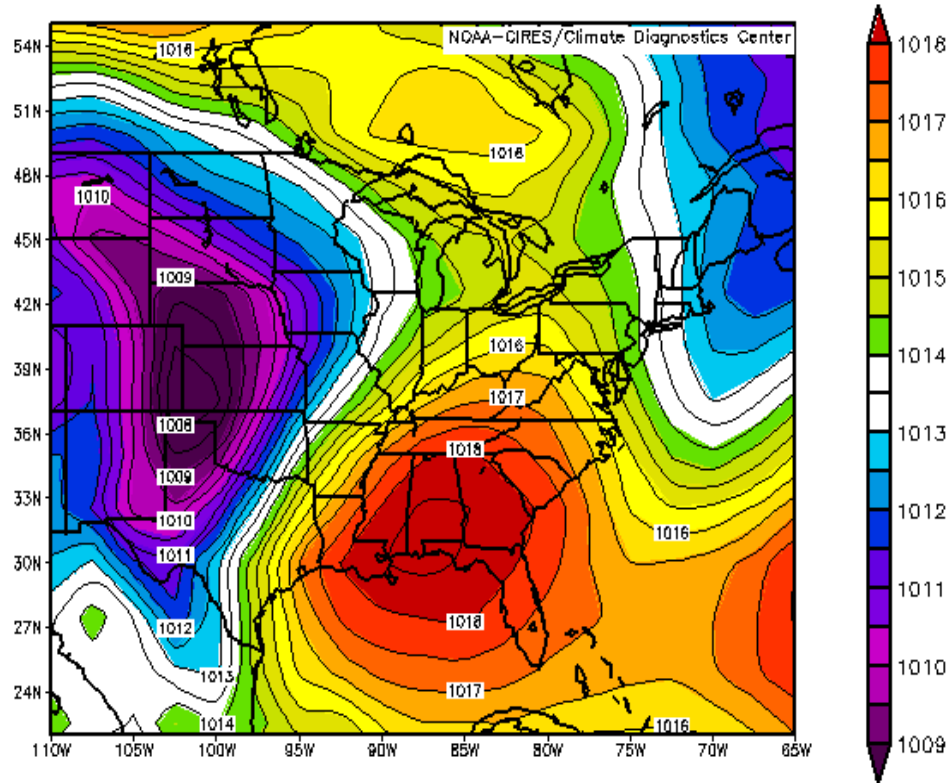 NOAA-CIRES/Climate Diagnostics Center
54N
1016
1018
51N
1017
1016
48N
1010
1016
45N
1009
1015
42N
1016
1014
39N
1017
1008
1013
36N
1018
1009
33N
1012
1010
1016
1011
30N
1011
27N
1012
1018
1010
24N
1013
1017
1014
1016
1009
110W 105W 100W 95W 90W 85W 80W 75W 70W 65W